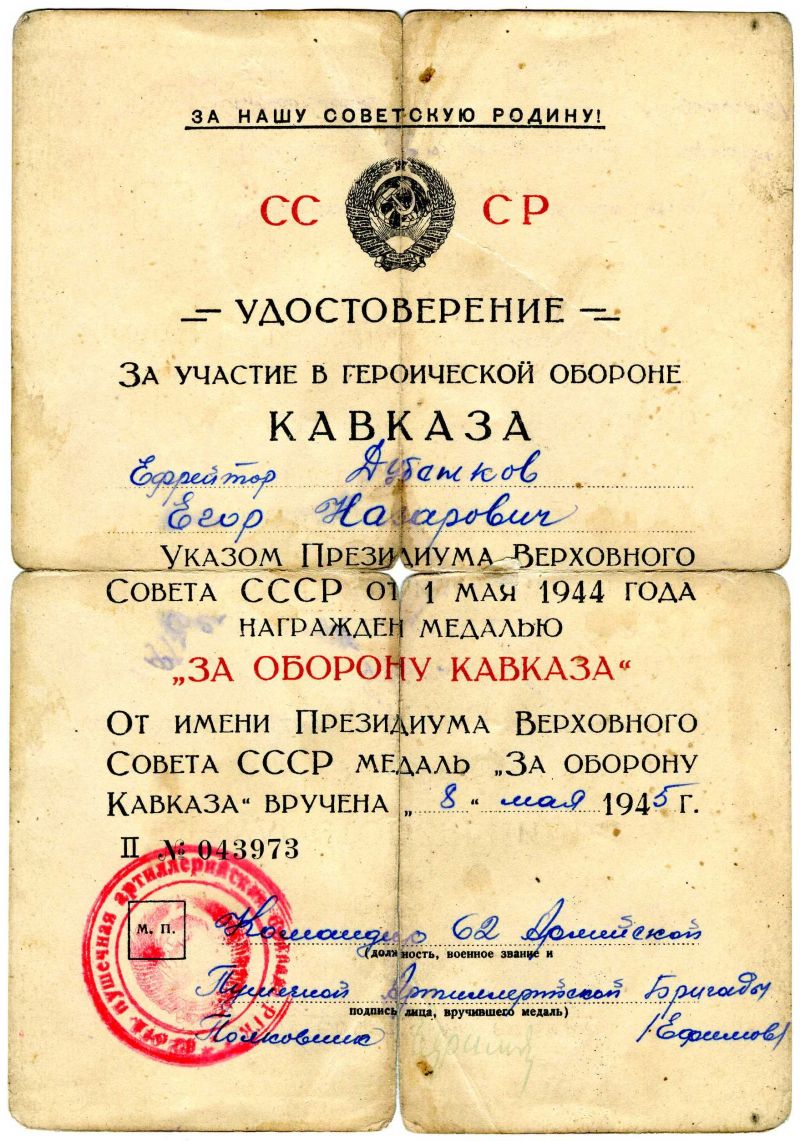 ЗА НАШУ СОВЕТСКУЮ РОДИНУ!
СС СР
УДОСТОВЕРЕНИЕ
ЗА УЧАСТИЕ В ГЕРОИЧЕСКОЙ ОБОРОНЕ
КАВКАЗА
Ефрейтор
Егор Назарович
УКАЗОМ ПРЕЗИДИУМА ВЕРХОВНОГО
СОВЕТА СССР ОТ 1 МАЯ 1944 ГОДА
НАГРАЖДЕН МЕДАЛЬЮ
„ЗА ОБОРОНУ КАВКАЗА“
ОТ ИМЕНИ ПРЕЗИДИУМА ВЕРХОВНОГО
СОВЕТА СССР МЕДАЛЬ „ЗА ОБОРОНУ
КАВКАЗА“ ВРУЧЕНА „8“ мая 1945 Г.
II № 043973
пушечная артиллерийская
М. П.
Командир 62 Армейской
(должность, военное звание и
Пушечной Артиллерийской Бригады
подпись лица, вручившего медаль)
Полковник /Ефимов/